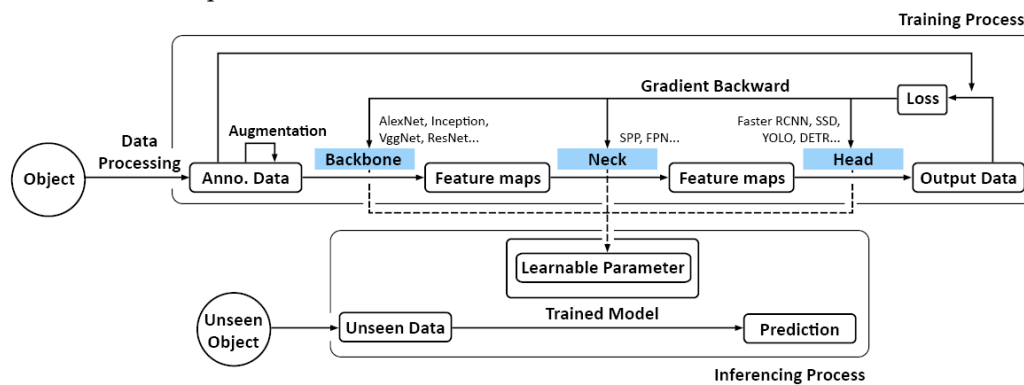 Training Process
Gradient Backward
Loss
AlexNet, Inception,
VggNet, ResNet...
SPP, FPN...
Faster RCNN, SSD,
YOLO, DETR...
Augmentation
Data
Processing
Backbone
Neck
Head
Object
Anno. Data
Feature maps
Feature maps
Output Data
Learnable Parameter
Trained Model
Unseen
Object
Unseen Data
Prediction
Inferencing Process